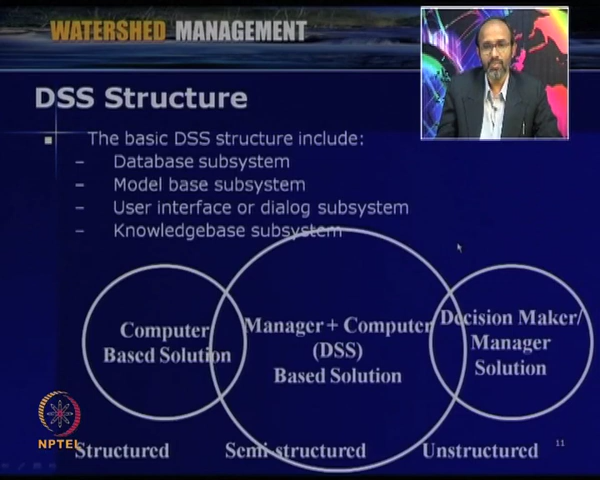 WATERSHED MANAGEMENT
DSS Structure
The basic DSS structure include:
– Database subsystem
– Model base subsystem
– User interface or dialog subsystem
– Knowledgebase subsystem
Computer
Based Solution
Manager + Computer
(DSS)
Based Solution
Decision Maker/
Manager
Solution
Structured
Semi-structured
Unstructured
11
NPTEL